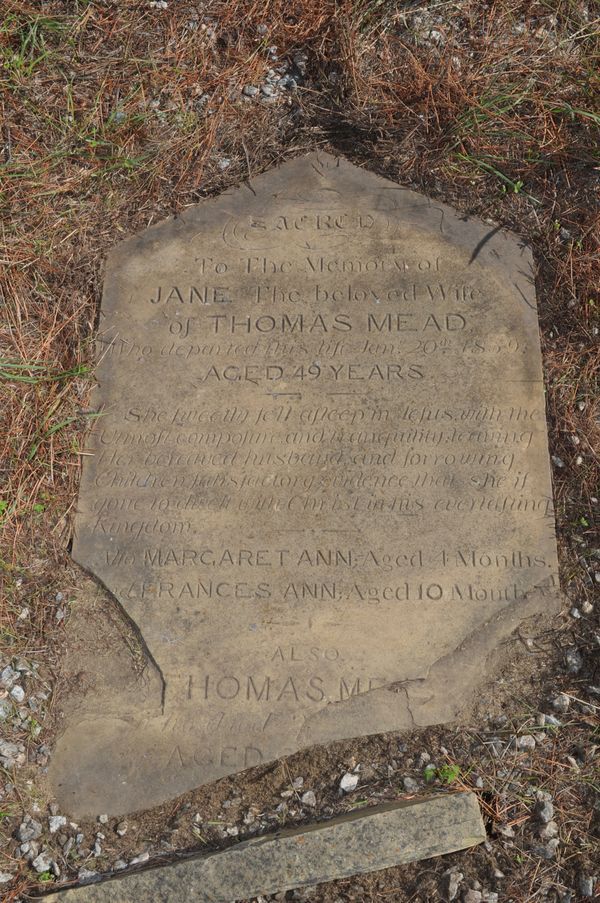 SACRED
To The Memory of
JANE The beloved Wife
of THOMAS MEAD
Who departed this life Jan. 20th 1859.
AGED 49 YEARS
She sweetly fell asleep in Jesus, with the
Utmost composure and tranquility, leaving
Her bereaved husband, and sorrowing
Children satisfactory evidence that she is
gone to dwell with Christ in his everlasting
Kingdom
Also MARGARET ANN, Aged 4 Months.
and FRANCES ANN, Aged 10 Months
ALSO
THOMAS ME
AGED